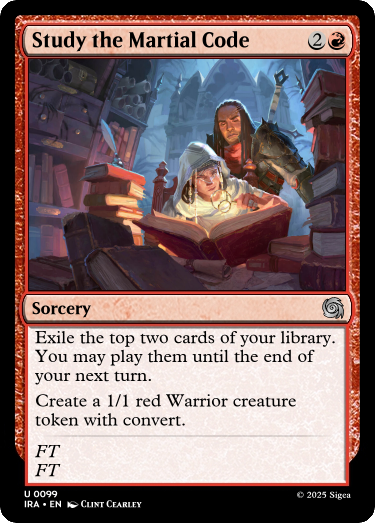 Study the Martial Code 2
Sorcery
Exile the top two cards of your library.
You may play them until the end of
your next turn.
Create a 1/1 red Warrior creature
token with convert.
FT
FT
U 0099
IRA • EN Clint Cearley
© 2025 Sigea